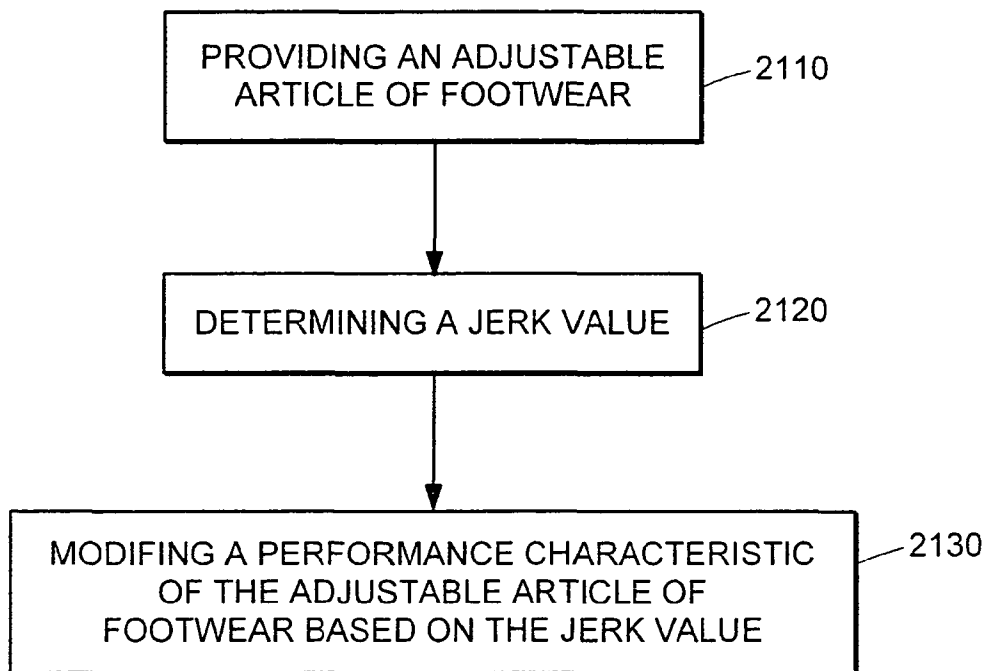 PROVIDING AN ADJUSTABLE
ARTICLE OF FOOTWEAR
2110
DETERMINING A JERK VALUE
2120
MODIFING A PERFORMANCE CHARACTERISTIC
OF THE ADJUSTABLE ARTICLE OF
FOOTWEAR BASED ON THE JERK VALUE
2130